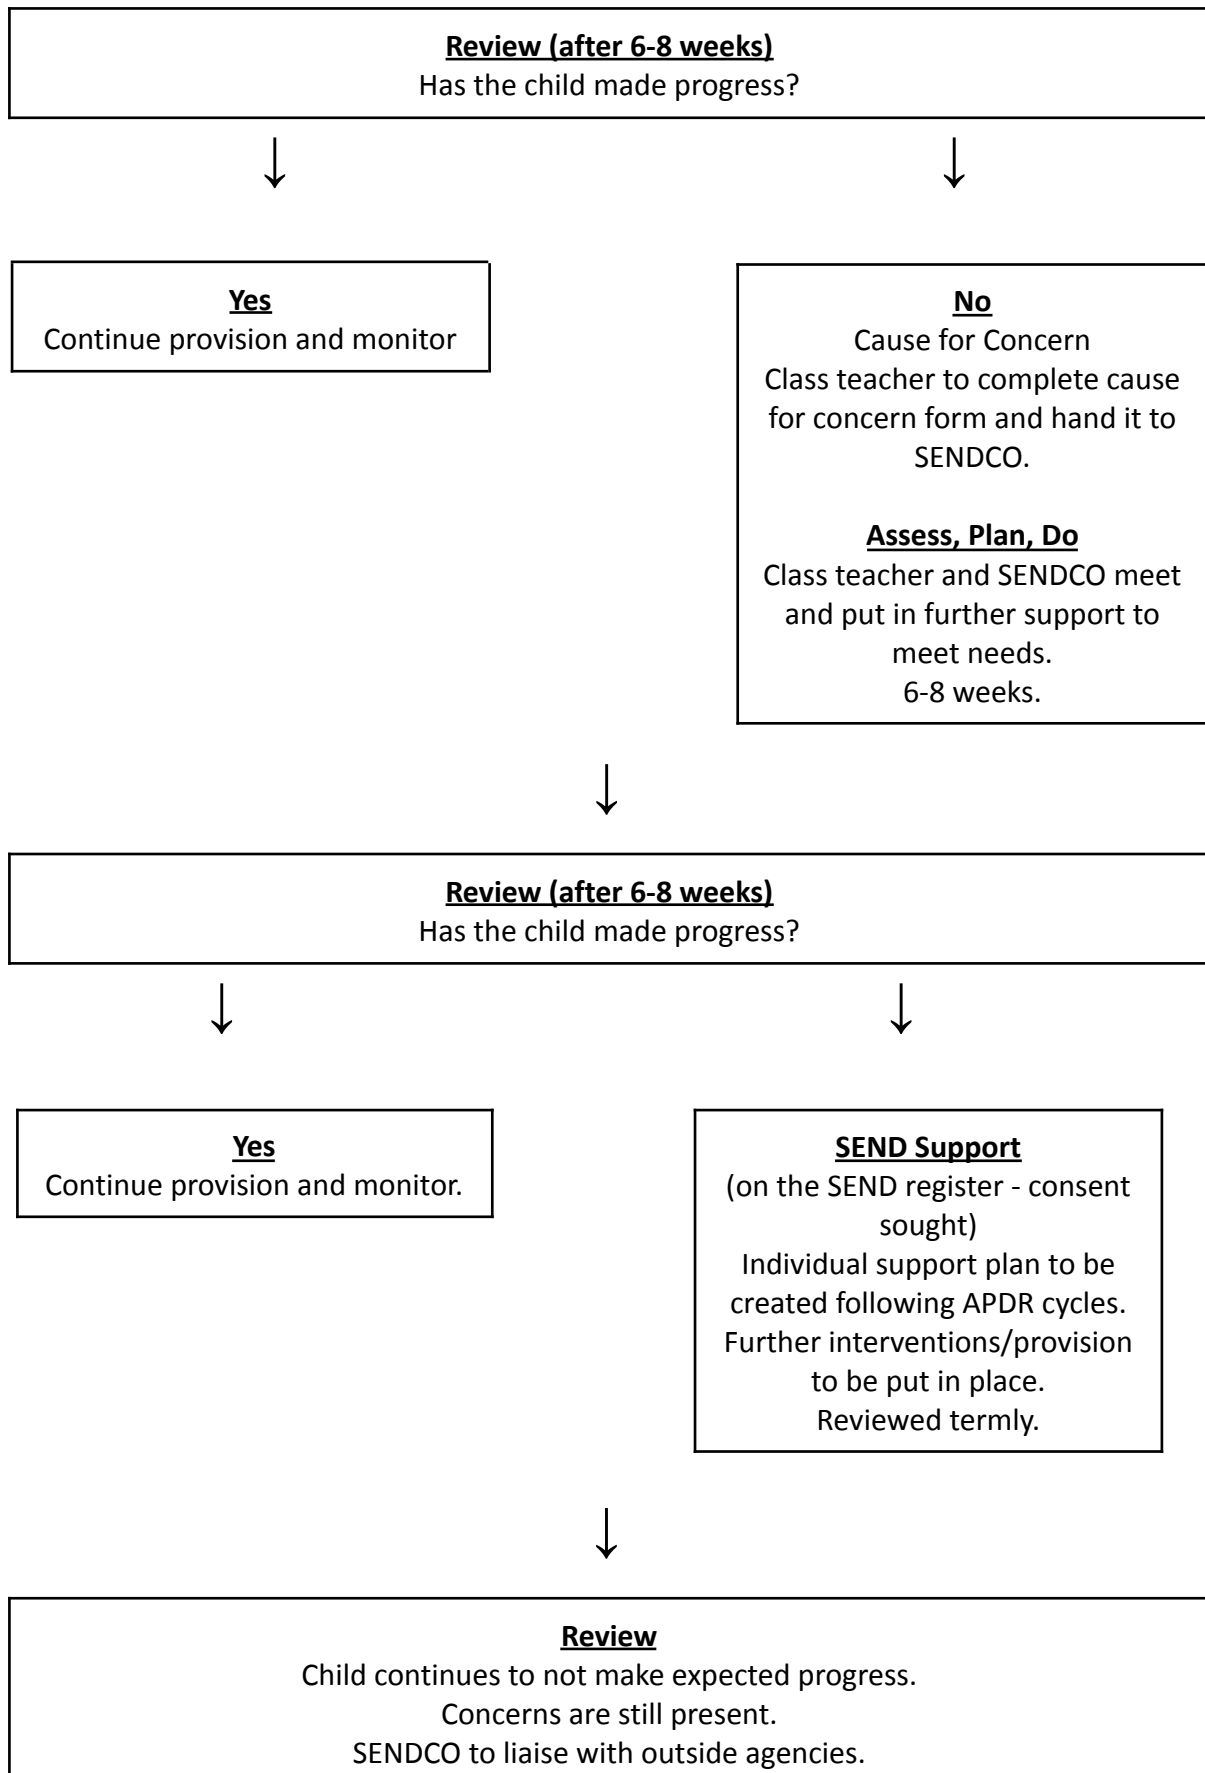 Review (after 6-8 weeks)
Has the child made progress?
Yes
Continue provision and monitor
No
Cause for Concern
Class teacher to complete cause
for concern form and hand it to
SENDCO.
Assess, Plan, Do
Class teacher and SENDCO meet
and put in further support to
meet needs.
6-8 weeks.
Review (after 6-8 weeks)
Has the child made progress?
Yes
Continue provision and monitor.
SEND Support
(on the SEND register - consent
sought)
Individual support plan to be
created following APDR cycles.
Further interventions/provision
to be put in place.
Reviewed termly.
Review
Child continues to not make expected progress.
Concerns are still present.
SENDCO to liaise with outside agencies.